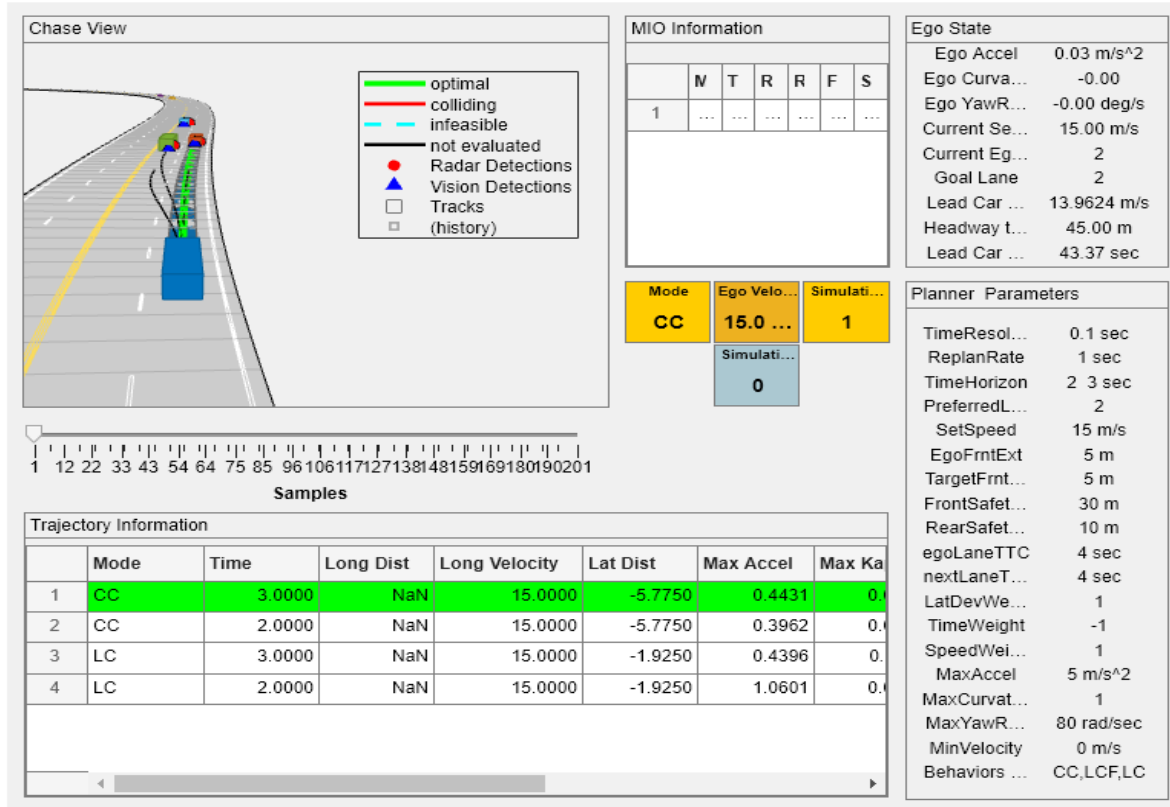 Chase View
optimal
colliding
infeasible
not evaluated
Radar Detections
Vision Detections
Tracks
(history)
1 12 22 33 43 54 64 75 85 96 106 117 127 138 148 159 169 180 190 201
Samples
MIO Information
M T R R F S
1 ... ... ... ... ... ...
Mode
CC
Ego Velo...
15.0 ...
Simulati...
1
Simulati...
0
Ego State
Ego Accel 0.03 m/s^2
Ego Curva... -0.00
Ego YawR... -0.00 deg/s
Current Se... 15.00 m/s
Current Eg... 2
Goal Lane 2
Lead Car ... 13.9624 m/s
Headway t... 45.00 m
Lead Car ... 43.37 sec
Planner Parameters
TimeResol... 0.1 sec
ReplanRate 1 sec
TimeHorizon 2 3 sec
PreferredL... 2
SetSpeed 15 m/s
EgoFrntExt 5 m
TargetFrnt... 5 m
FrontSafet... 30 m
RearSafet... 10 m
egoLaneTTC 4 sec
nextLaneT... 4 sec
LatDevWe... 1
TimeWeight -1
SpeedWei... 1
MaxAccel 5 m/s^2
MaxCurvat... 1
MaxYawR... 80 rad/sec
MinVelocity 0 m/s
Behaviors ... CC,LCF,LC
Trajectory Information
Mode Time Long Dist Long Velocity Lat Dist Max Accel Max Ka
1 CC 3.0000 NaN 15.0000 -5.7750 0.4431 0.
2 CC 2.0000 NaN 15.0000 -5.7750 0.3962 0.
3 LC 3.0000 NaN 15.0000 -1.9250 0.4396 0.
4 LC 2.0000 NaN 15.0000 -1.9250 1.0601 0.